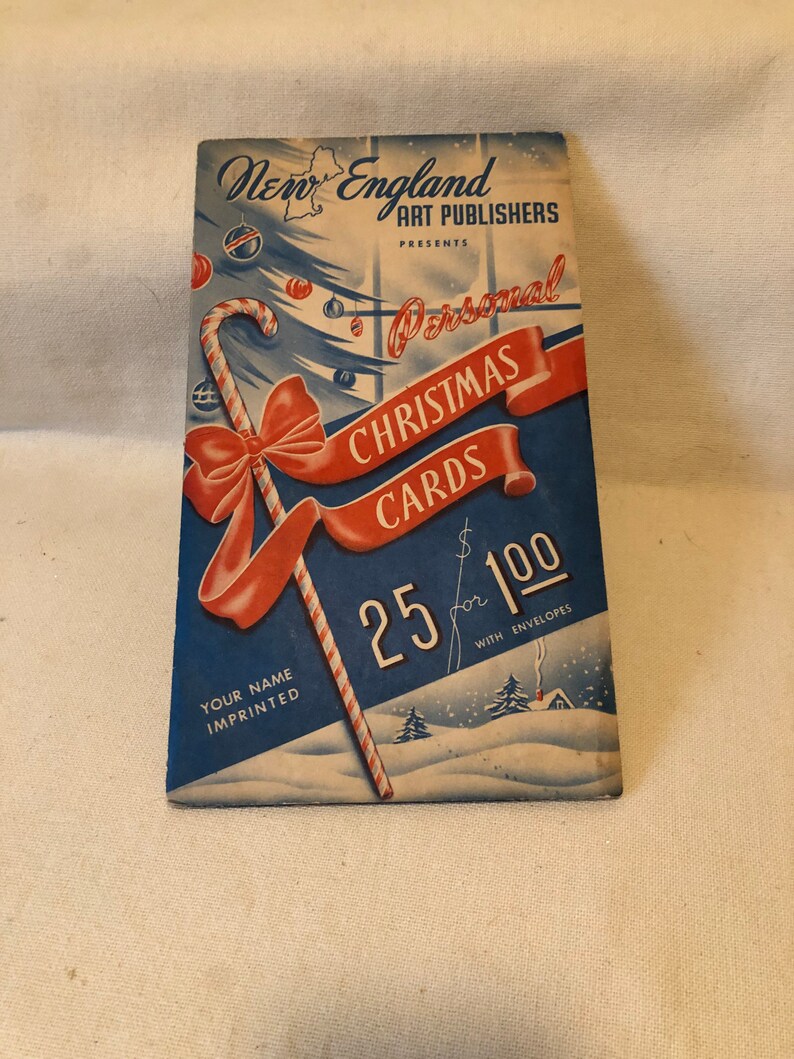 New England
ART PUBLISHERS
PRESENTS
Personal
CHRISTMAS
CARDS
25 for $1.00
WITH ENVELOPES
YOUR NAME
IMPRINTED